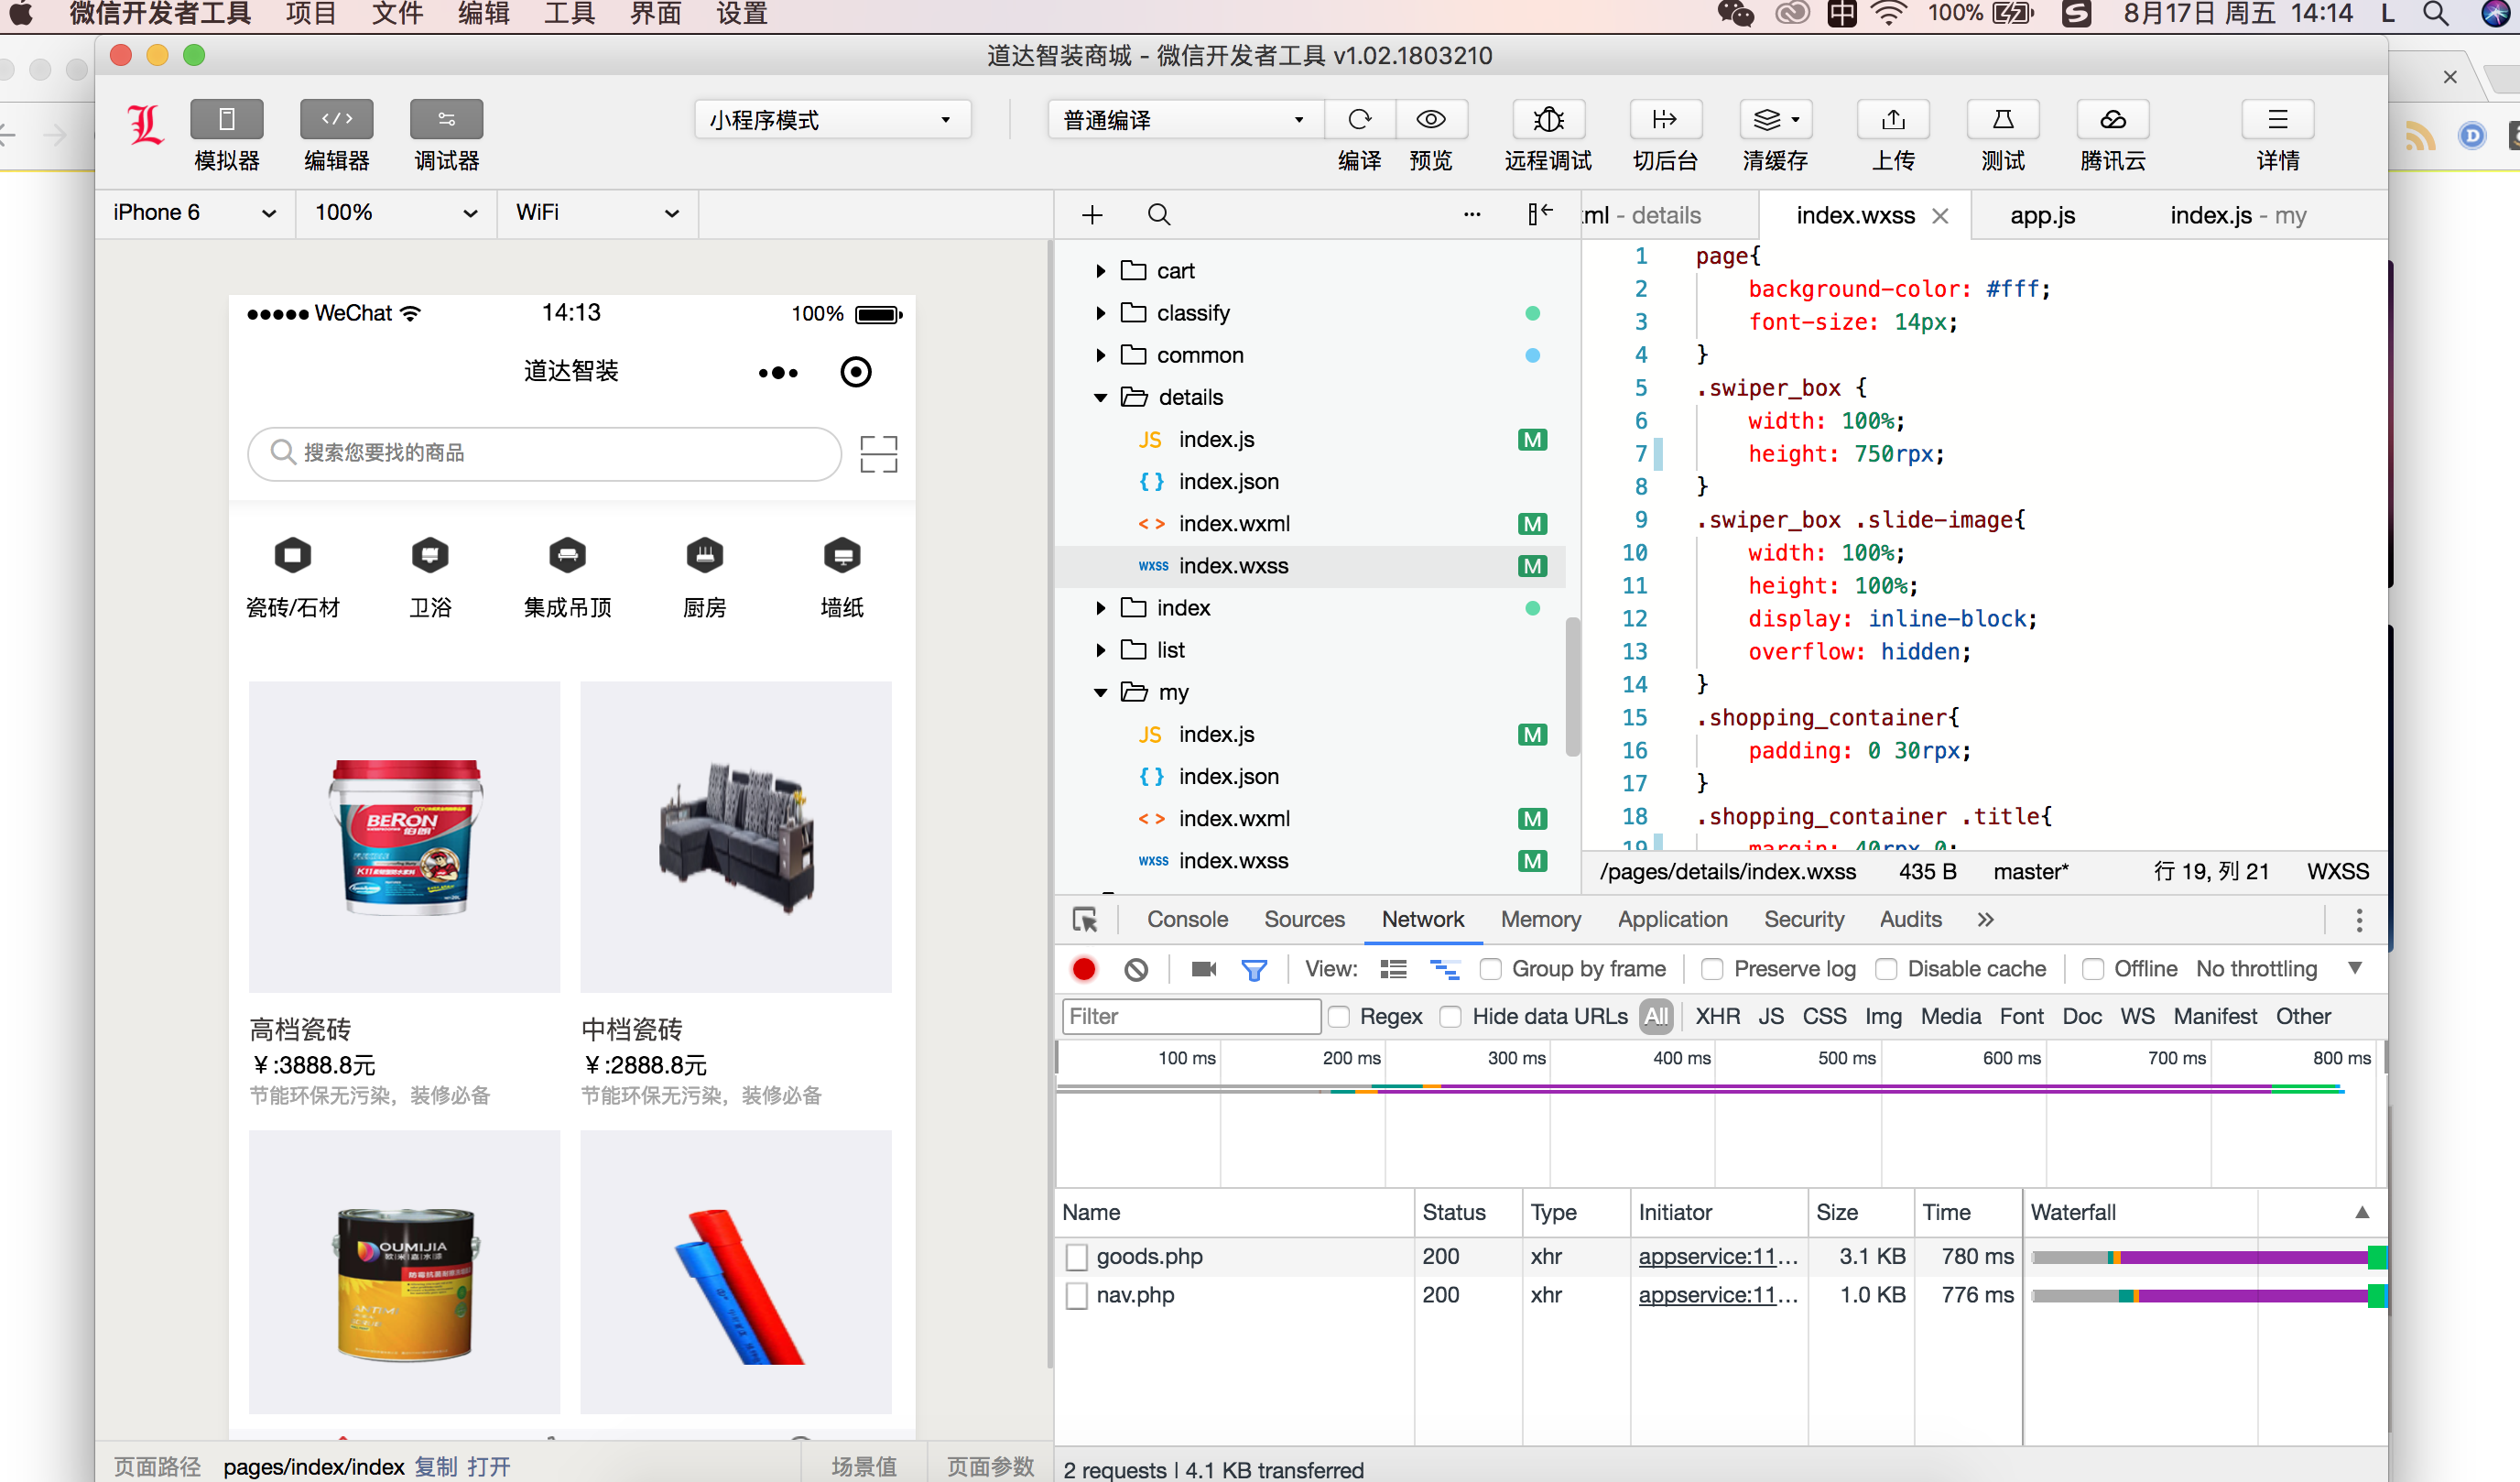 微信开发者工具 项目 文件 编辑 工具 界面 设置 中 100% S 8月17日 周五 14:14 L
道达智装商城 - 微信开发者工具 v1.02.1803210
L 模拟器 编辑器 调试器 小程序模式 普通编译 编译 预览 远程调试 切后台 清缓存 上传 测试 腾讯云 详情
iPhone 6 100% WiFi
WeChat 14:13 100%
道达智装
搜索您要找的商品
瓷砖/石材 卫浴 集成吊顶 厨房 墙纸
BERON
伯朗
K11
高档瓷砖 中档瓷砖
￥:3888.8元 ￥:2888.8元
节能环保无污染，装修必备 节能环保无污染，装修必备
OUMIJIA
页面路径 pages/index/index 复制 打开 场景值 页面参数
cart
classify
common
details
JS index.js M
{ } index.json
< > index.wxml M
wxss index.wxss M
index
list
my
JS index.js M
{ } index.json
< > index.wxml M
wxss index.wxss M
ml - details index.wxss app.js index.js - my
1 page{
2 background-color: #fff;
3 font-size: 14px;
4 }
5 .swiper_box {
6 width: 100%;
7 height: 750rpx;
8 }
9 .swiper_box .slide-image{
10 width: 100%;
11 height: 100%;
12 display: inline-block;
13 overflow: hidden;
14 }
15 .shopping_container{
16 padding: 0 30rpx;
17 }
18 .shopping_container .title{
19 margin: 40rpx 0;
/pages/details/index.wxss 435 B master* 行 19, 列 21 WXSS
Console Sources Network Memory Application Security Audits »
View: Group by frame Preserve log Disable cache Offline No throttling
Filter Regex Hide data URLs All XHR JS CSS Img Media Font Doc WS Manifest Other
100 ms 200 ms 300 ms 400 ms 500 ms 600 ms 700 ms 800 ms
Name Status Type Initiator Size Time Waterfall
goods.php 200 xhr appservice:11... 3.1 KB 780 ms
nav.php 200 xhr appservice:11... 1.0 KB 776 ms
2 requests | 4.1 KB transferred